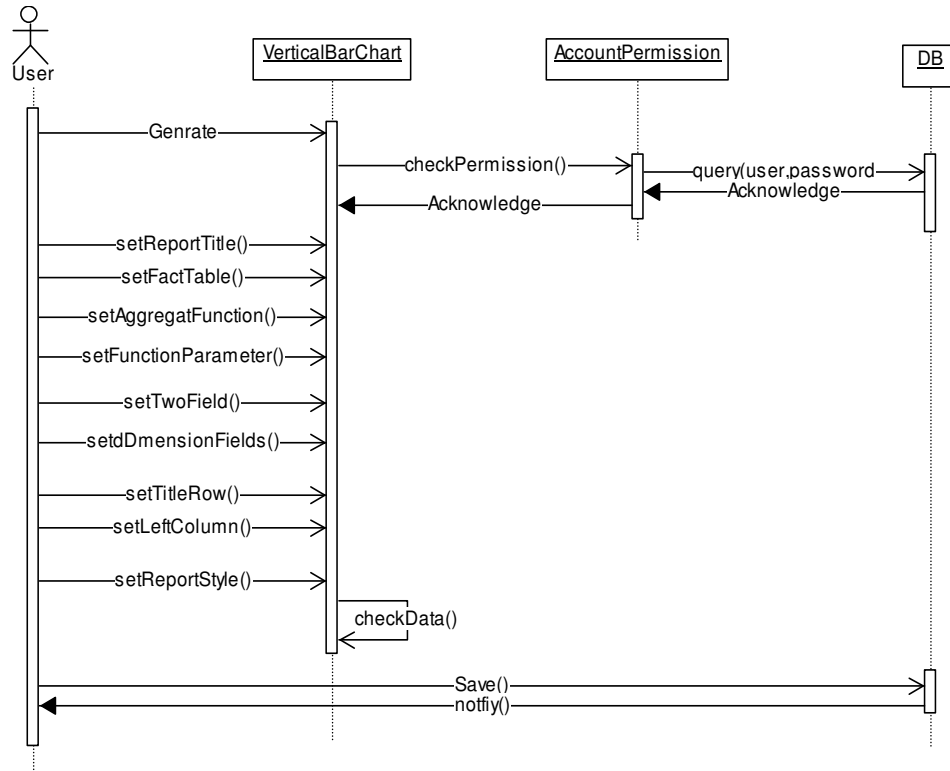 User
VerticalBarChart
AccountPermission
DB
Genrate
checkPermission()
query(user,password
Acknowledge
Acknowledge
setReportTitle()
setFactTable()
setAggregatFunction()
setFunctionParameter()
setTwoField()
setdDmensionFields()
setTitleRow()
setLeftColumn()
setReportStyle()
checkData()
Save()
notfiy()